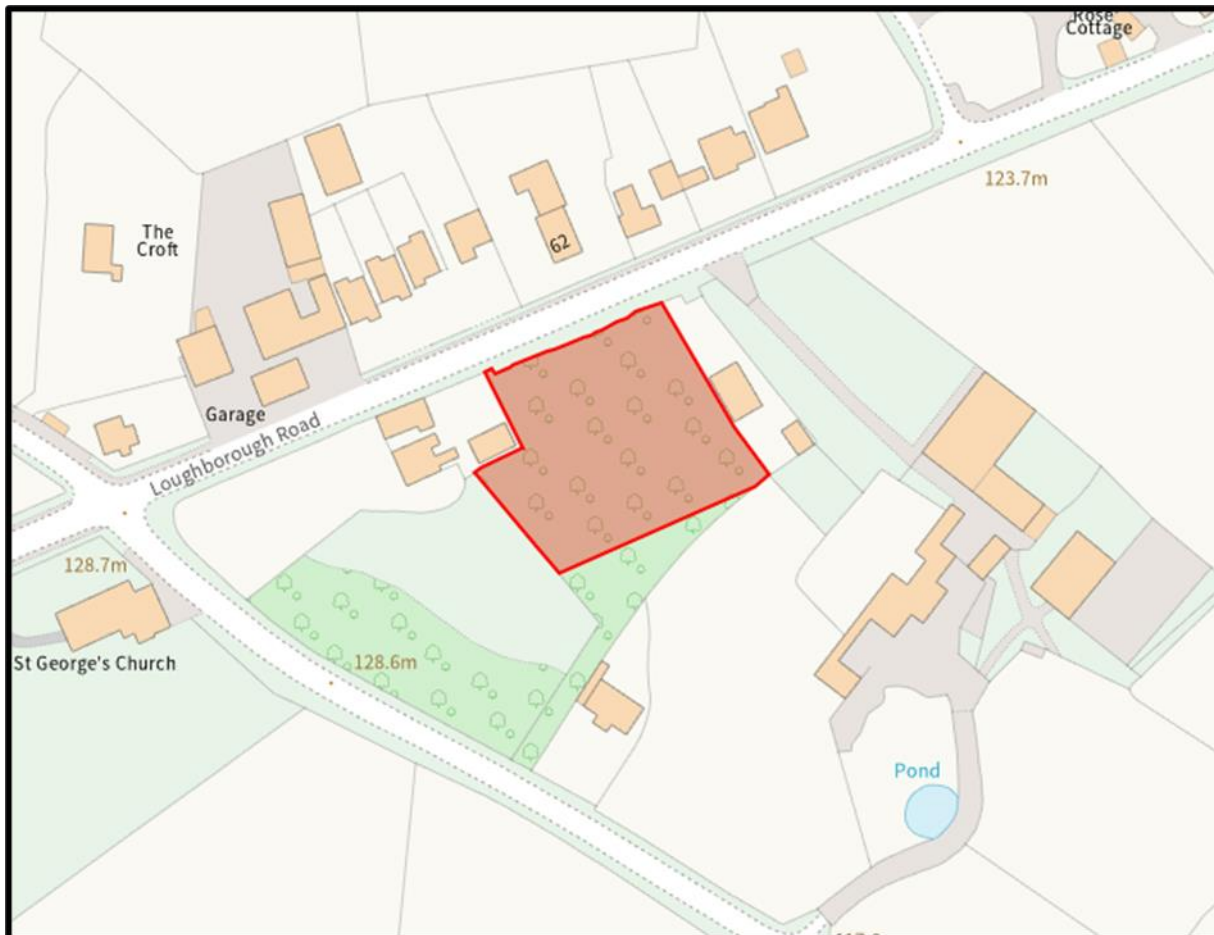 Rose
Cottage
123.7m
The
Croft
62
Garage
Loughborough Road
128.7m
St George's Church
128.6m
Pond